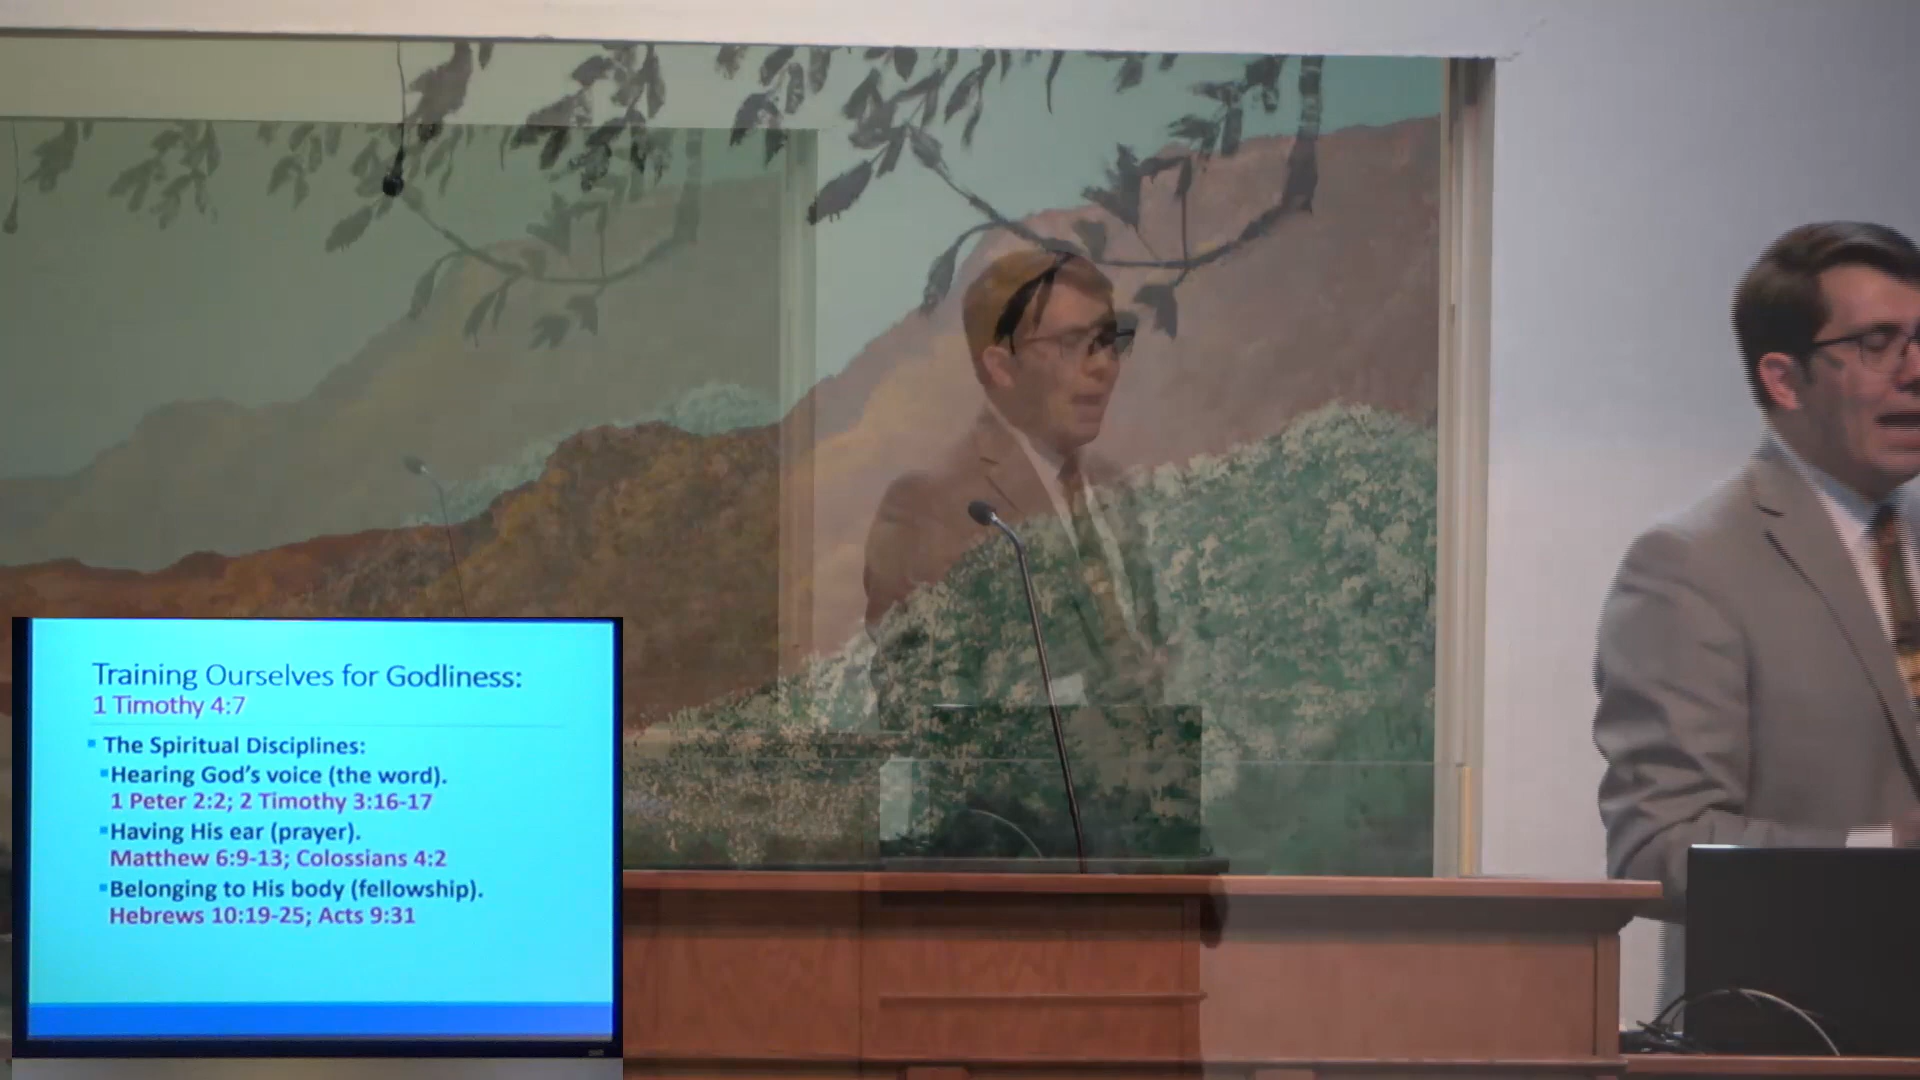 Training Ourselves for Godliness:
1 Timothy 4:7
The Spiritual Disciplines:
Hearing God's voice (the word).
1 Peter 2:2; 2 Timothy 3:16-17
Having His ear (prayer).
Matthew 6:9-13; Colossians 4:2
Belonging to His body (fellowship).
Hebrews 10:19-25; Acts 9:31